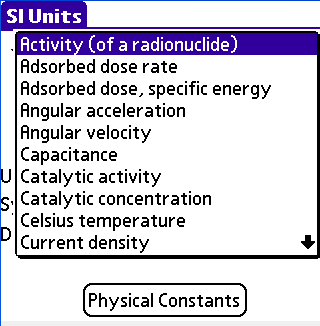 SI Units
Activity (of a radionuclide)
Adsorbed dose rate
Adsorbed dose, specific energy
Angular acceleration
Angular velocity
Capacitance
Catalytic activity
Catalytic concentration
Celsius temperature
Current density
U
Sy
D
Physical Constants